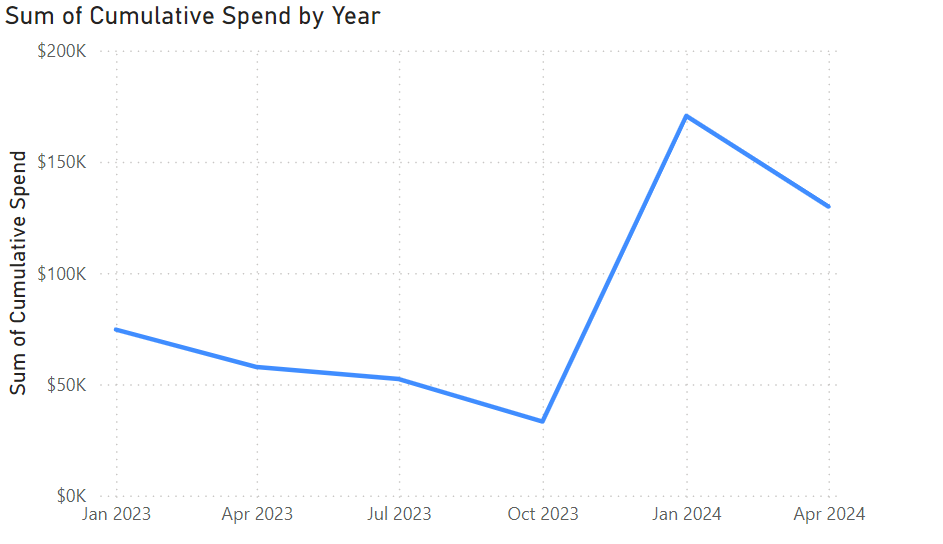 Sum of Cumulative Spend by Year
Sum of Cumulative Spend
$200K
$150K
$100K
$50K
$0K
Jan 2023 Apr 2023 Jul 2023 Oct 2023 Jan 2024 Apr 2024